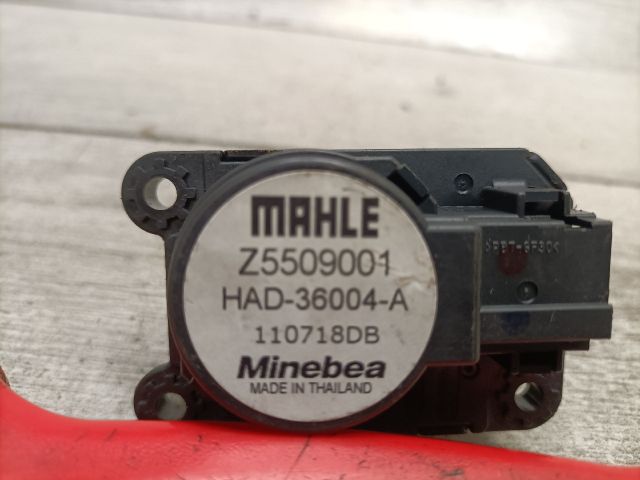 MAHLE
Z5509001
HAD-36004-A
110718DB
Minebea
MADE IN THAILAND